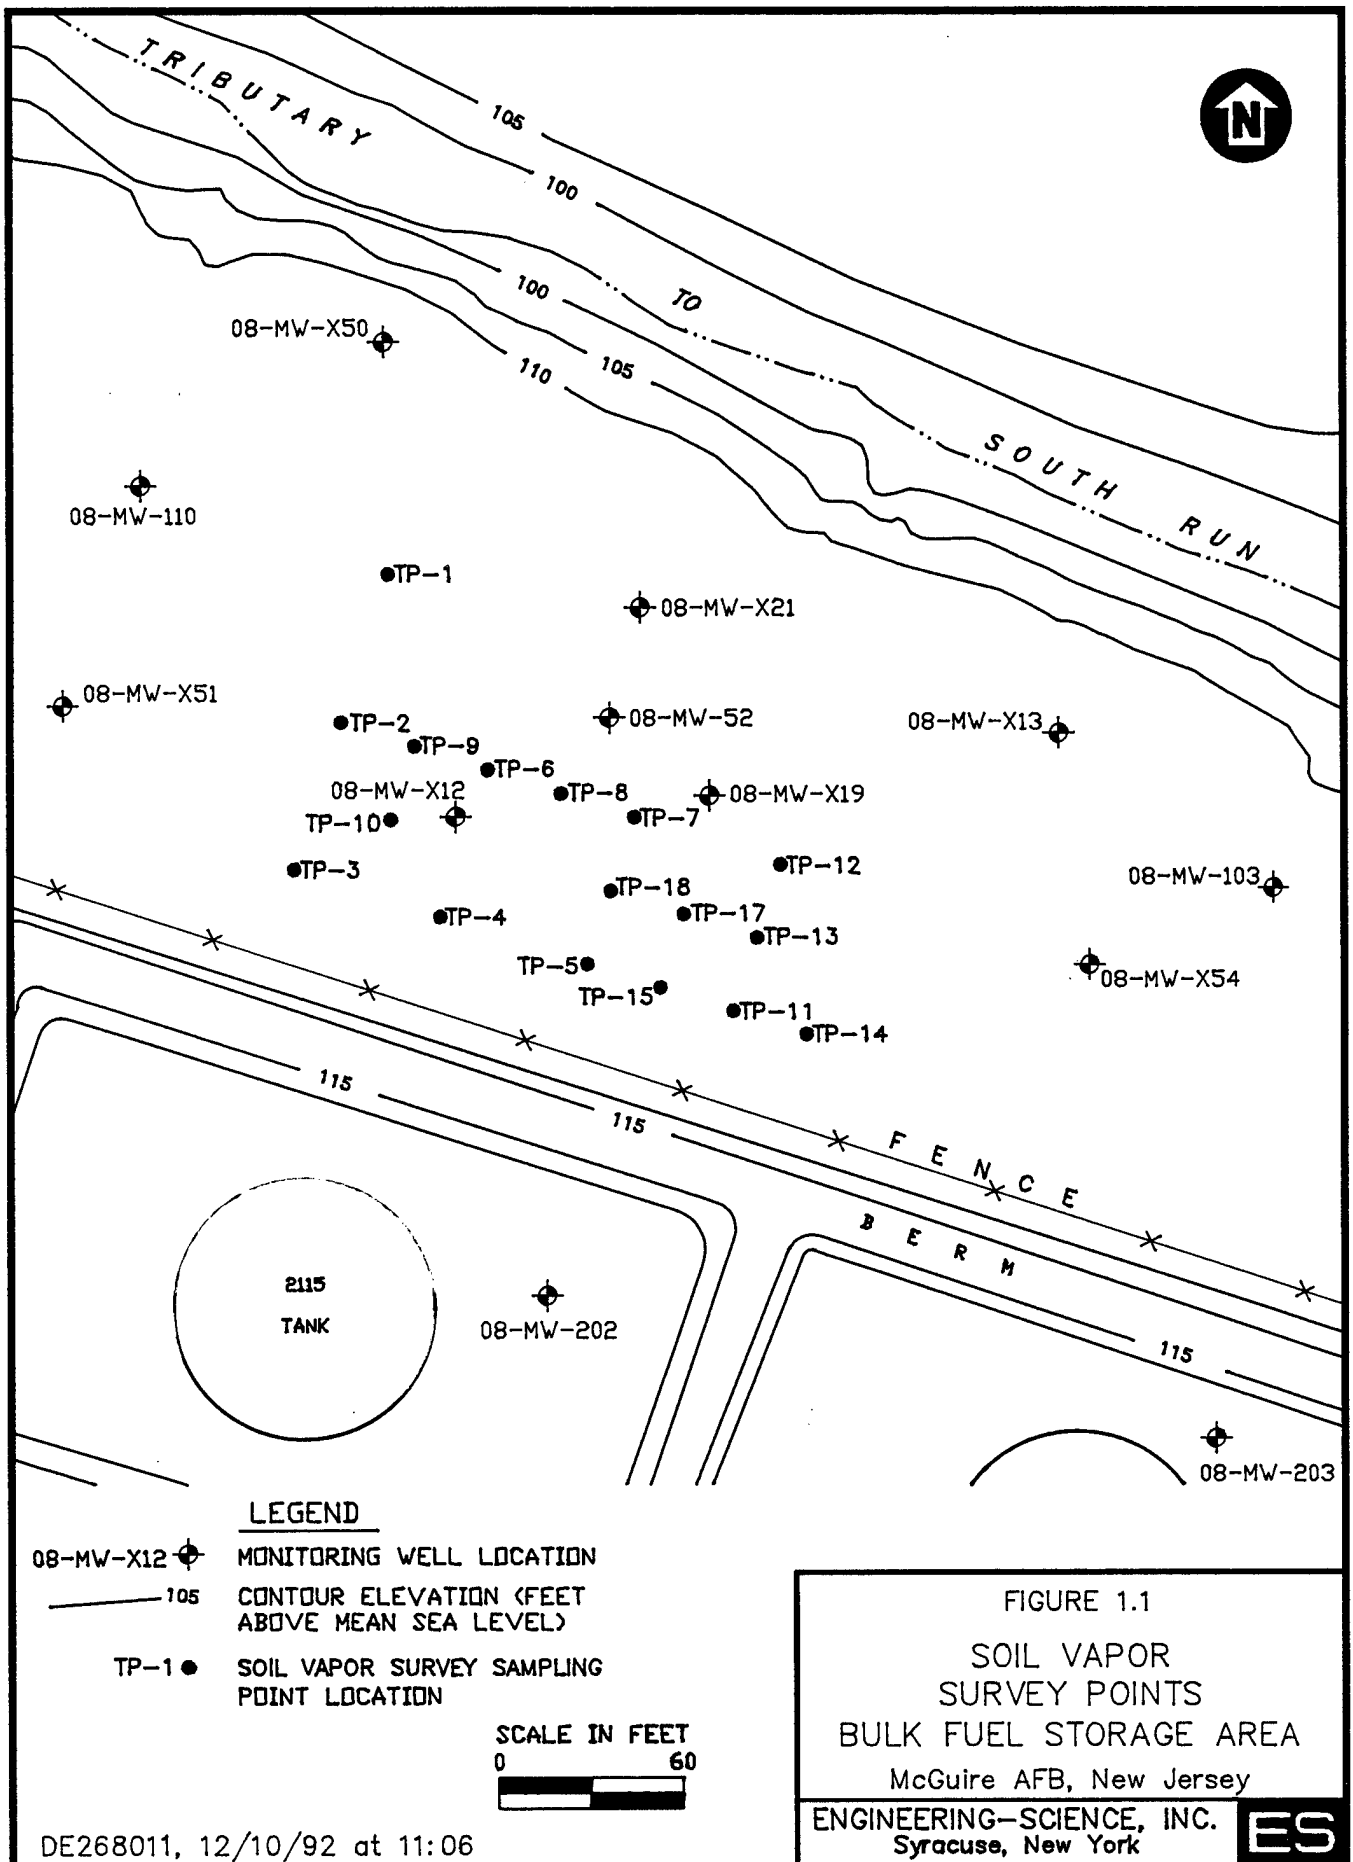 TRIBUTARY
105
N
100
TO
100
08-MW-X50
105
110
SOUTH
RUN
08-MW-110
TP-1
08-MW-X21
08-MW-X51
TP-2
08-MW-52
08-MW-X13
TP-9
TP-6
08-MW-X12
TP-8
08-MW-X19
TP-10
TP-7
TP-3
TP-12
08-MW-103
TP-18
TP-4
TP-17
TP-13
TP-5
08-MW-X54
TP-15
TP-11
TP-14
115
115
FENCE
BERM
2115
TANK
08-MW-202
115
08-MW-203
LEGEND
08-MW-X12 MONITORING WELL LOCATION
105 CONTOUR ELEVATION (FEET
ABOVE MEAN SEA LEVEL)
TP-1 SOIL VAPOR SURVEY SAMPLING
POINT LOCATION
SCALE IN FEET
0 60
DE268011, 12/10/92 at 11:06
FIGURE 1.1
SOIL VAPOR
SURVEY POINTS
BULK FUEL STORAGE AREA
McGuire AFB, New Jersey
ENGINEERING-SCIENCE, INC.
Syracuse, New York
ES